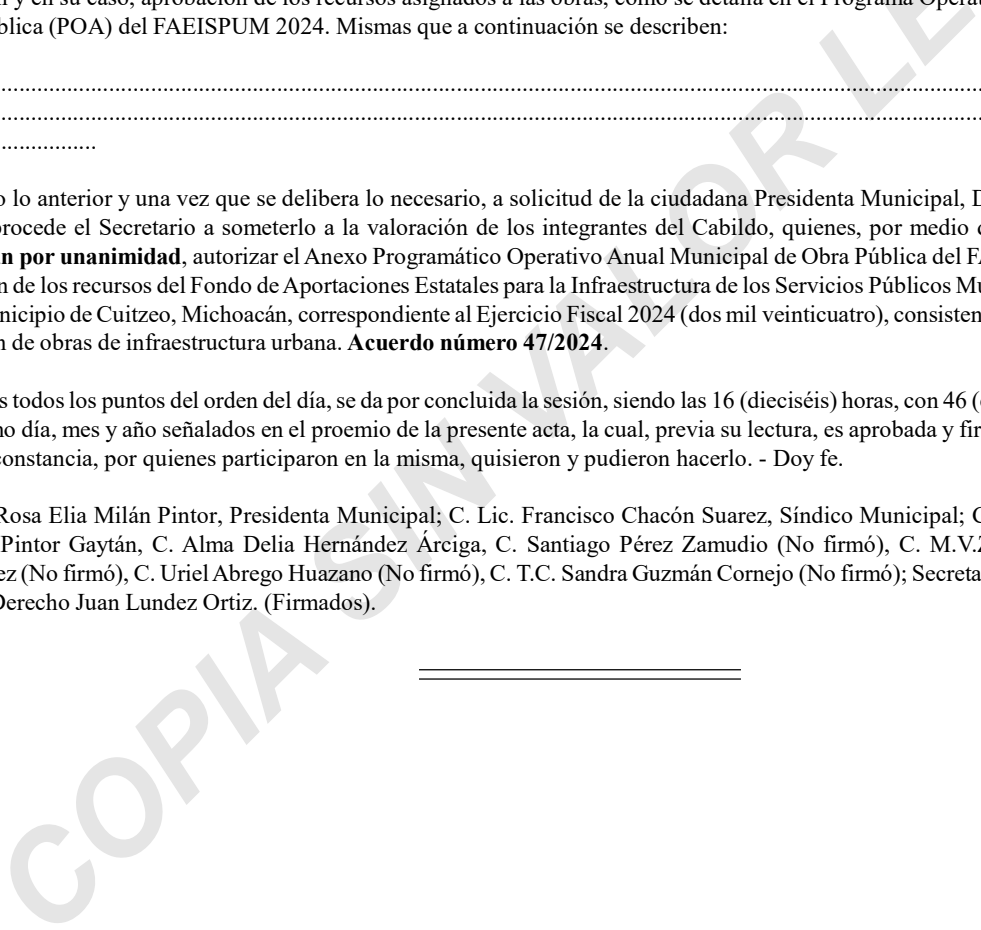 n y en su caso, aprobación de los recursos asignados a las obras, como se detalla en el Programa Operat
blica (POA) del FAEISPUM 2024. Mismas que a continuación se describen:
....................................................................................................................................................................
....................................................................................................................................................................
.................
o lo anterior y una vez que se delibera lo necesario, a solicitud de la ciudadana Presidenta Municipal, D
procede el Secretario a someterlo a la valoración de los integrantes del Cabildo, quienes, por medio
n por unanimidad, autorizar el Anexo Programático Operativo Anual Municipal de Obra Pública del FA
n de los recursos del Fondo de Aportaciones Estatales para la Infraestructura de los Servicios Públicos Mu
nicipio de Cuitzeo, Michoacán, correspondiente al Ejercicio Fiscal 2024 (dos mil veinticuatro), consisten
n de obras de infraestructura urbana. Acuerdo número 47/2024.
s todos los puntos del orden del día, se da por concluida la sesión, siendo las 16 (dieciséis) horas, con 46 (
no día, mes y año señalados en el proemio de la presente acta, la cual, previa su lectura, es aprobada y fir
constancia, por quienes participaron en la misma, quisieron y pudieron hacerlo. - Doy fe.
Rosa Elia Milán Pintor, Presidenta Municipal; C. Lic. Francisco Chacón Suarez, Síndico Municipal; C
Pintor Gaytán, C. Alma Delia Hernández Árciga, C. Santiago Pérez Zamudio (No firmó), C. M.V.Z
ez (No firmó), C. Uriel Abrego Huazano (No firmó), C. T.C. Sandra Guzmán Cornejo (No firmó); Secreta
Derecho Juan Lundez Ortiz. (Firmados).
COPIA SIN VALOR LE